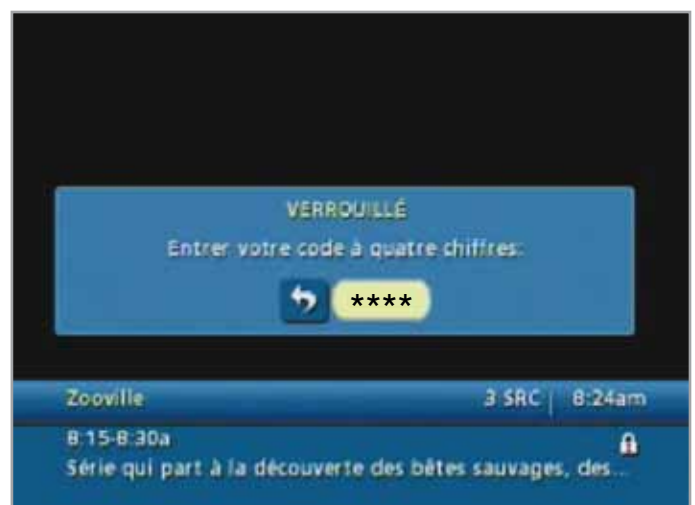 VERROUILLÉ
Entrer votre code à quatre chiffres:
****
Zooville 3 SRC | 8:24am
8:15-8:30a
Série qui part à la découverte des bêtes sauvages, des...